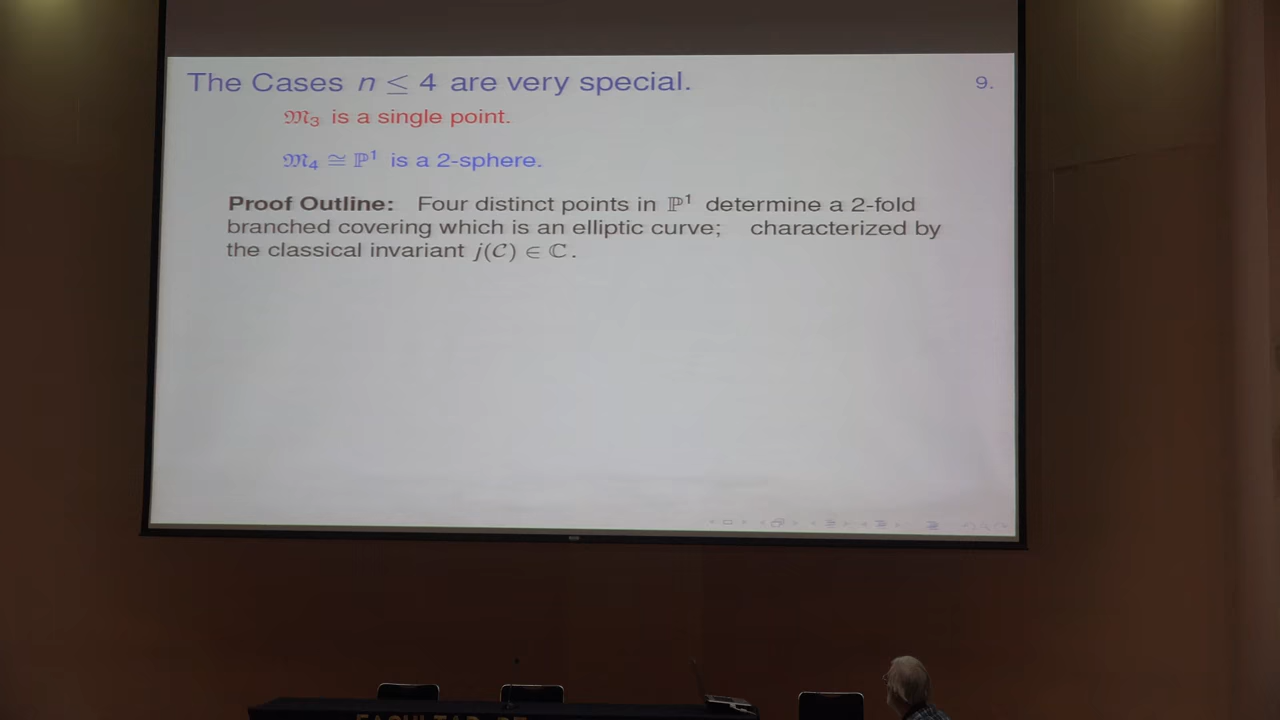 The Cases n ≤ 4 are very special. 9.
𝔐₃ is a single point.
𝔐₄ ≅ ℙ¹ is a 2-sphere.
Proof Outline: Four distinct points in ℙ¹ determine a 2-fold
branched covering which is an elliptic curve; characterized by
the classical invariant j(𝒞) ∈ ℂ.
FACULTAD DE